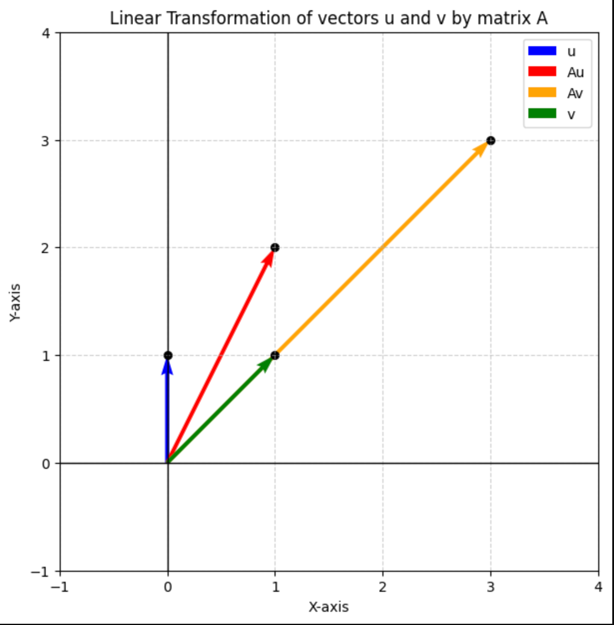 Linear Transformation of vectors u and v by matrix A
u
Au
Av
v
4
3
2
1
0
−1
Y-axis
−1 0 1 2 3 4
X-axis